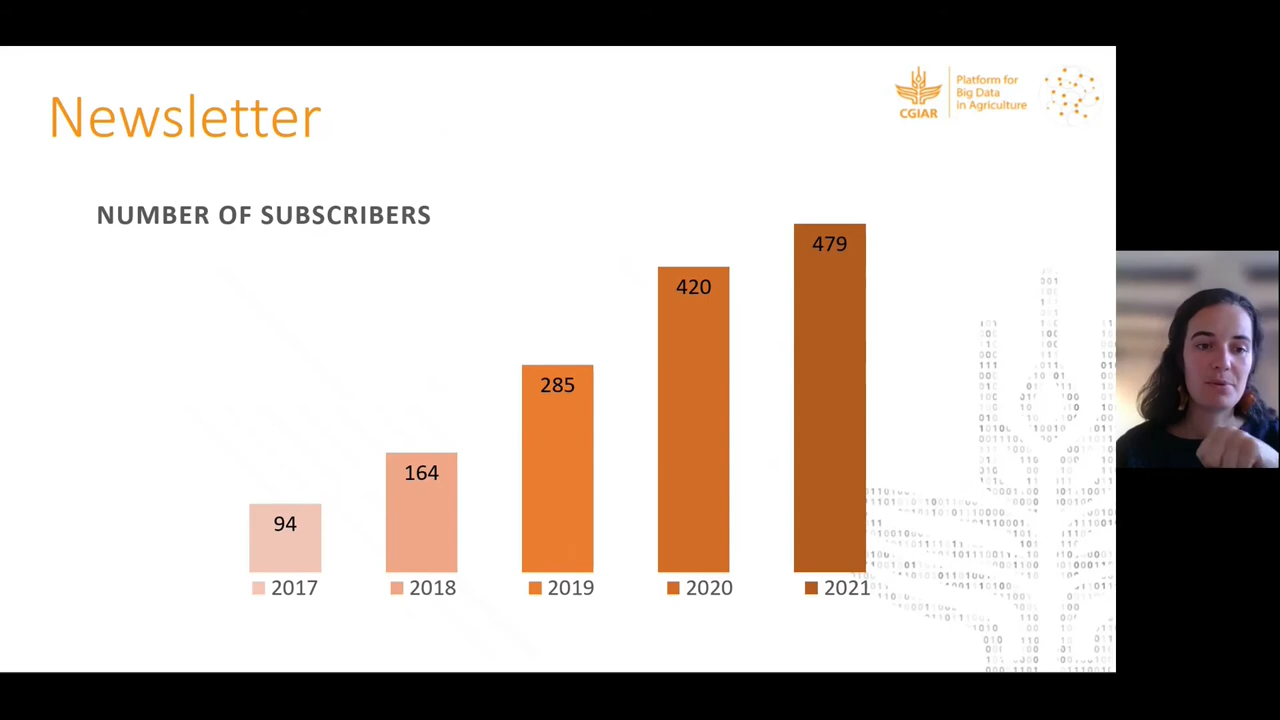 Newsletter
CGIAR
Platform for
Big Data
in Agriculture
NUMBER OF SUBSCRIBERS
479
420
285
164
94
2017
2018
2019
2020
2021